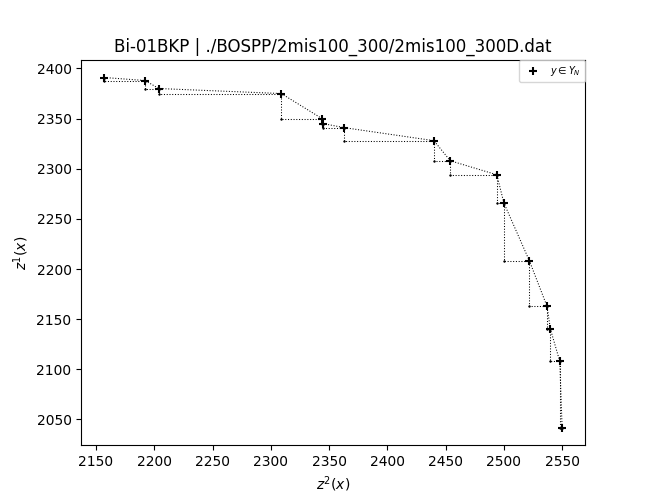 Bi-01BKP | ./BOSPP/2mis100_300/2mis100_300D.dat
y ∈ Y_N
2400
2350
2300
2250
2200
2150
2100
2050
z¹(x)
2150 2200 2250 2300 2350 2400 2450 2500 2550
z²(x)